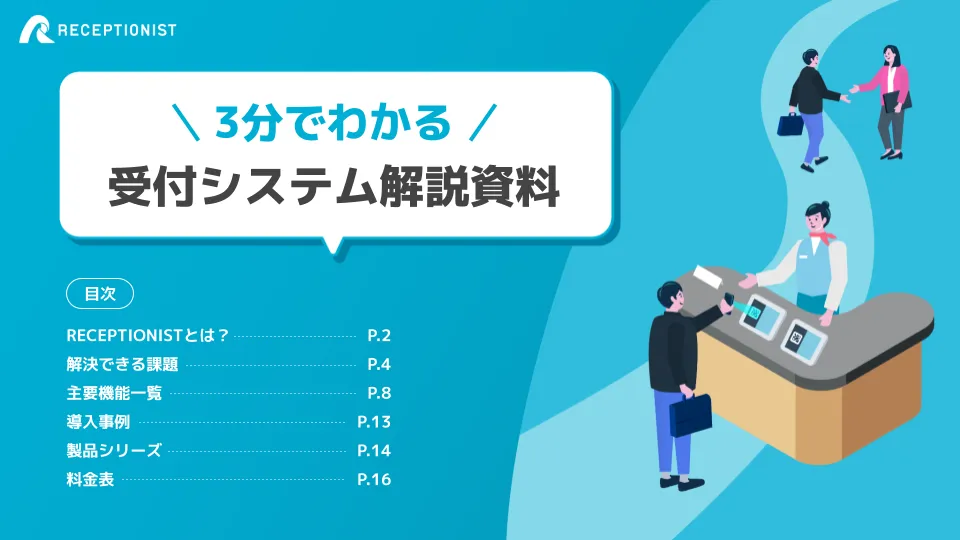 RECEPTIONIST
\ 3分でわかる /
受付システム解説資料
目次
RECEPTIONISTとは？ P.2
解決できる課題 P.4
主要機能一覧 P.8
導入事例 P.13
製品シリーズ P.14
料金表 P.16